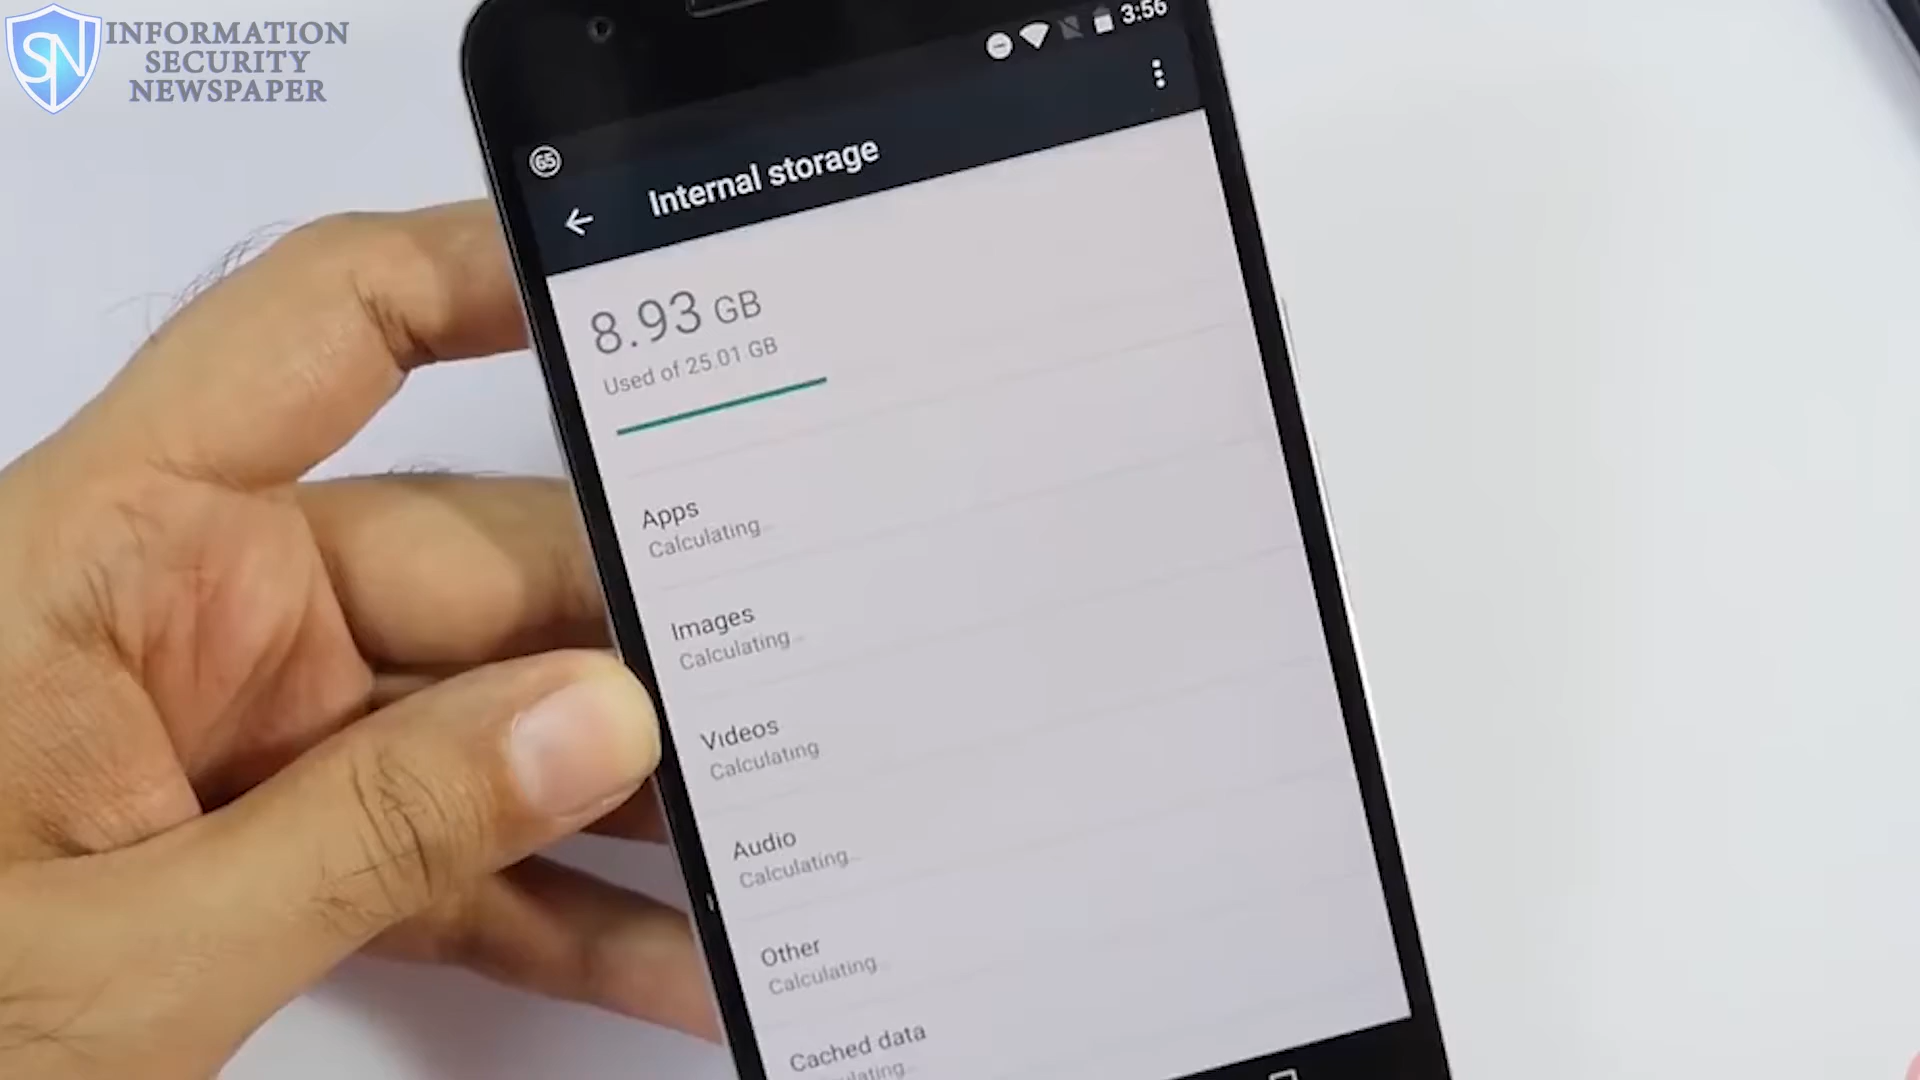 SN
INFORMATION
SECURITY
NEWSPAPER
3:56
65
Internal storage
8.93 GB
Used of 25.01 GB
Apps
Calculating...
Images
Calculating...
Videos
Calculating
Audio
Calculating...
Other
Calculating...
Cached data